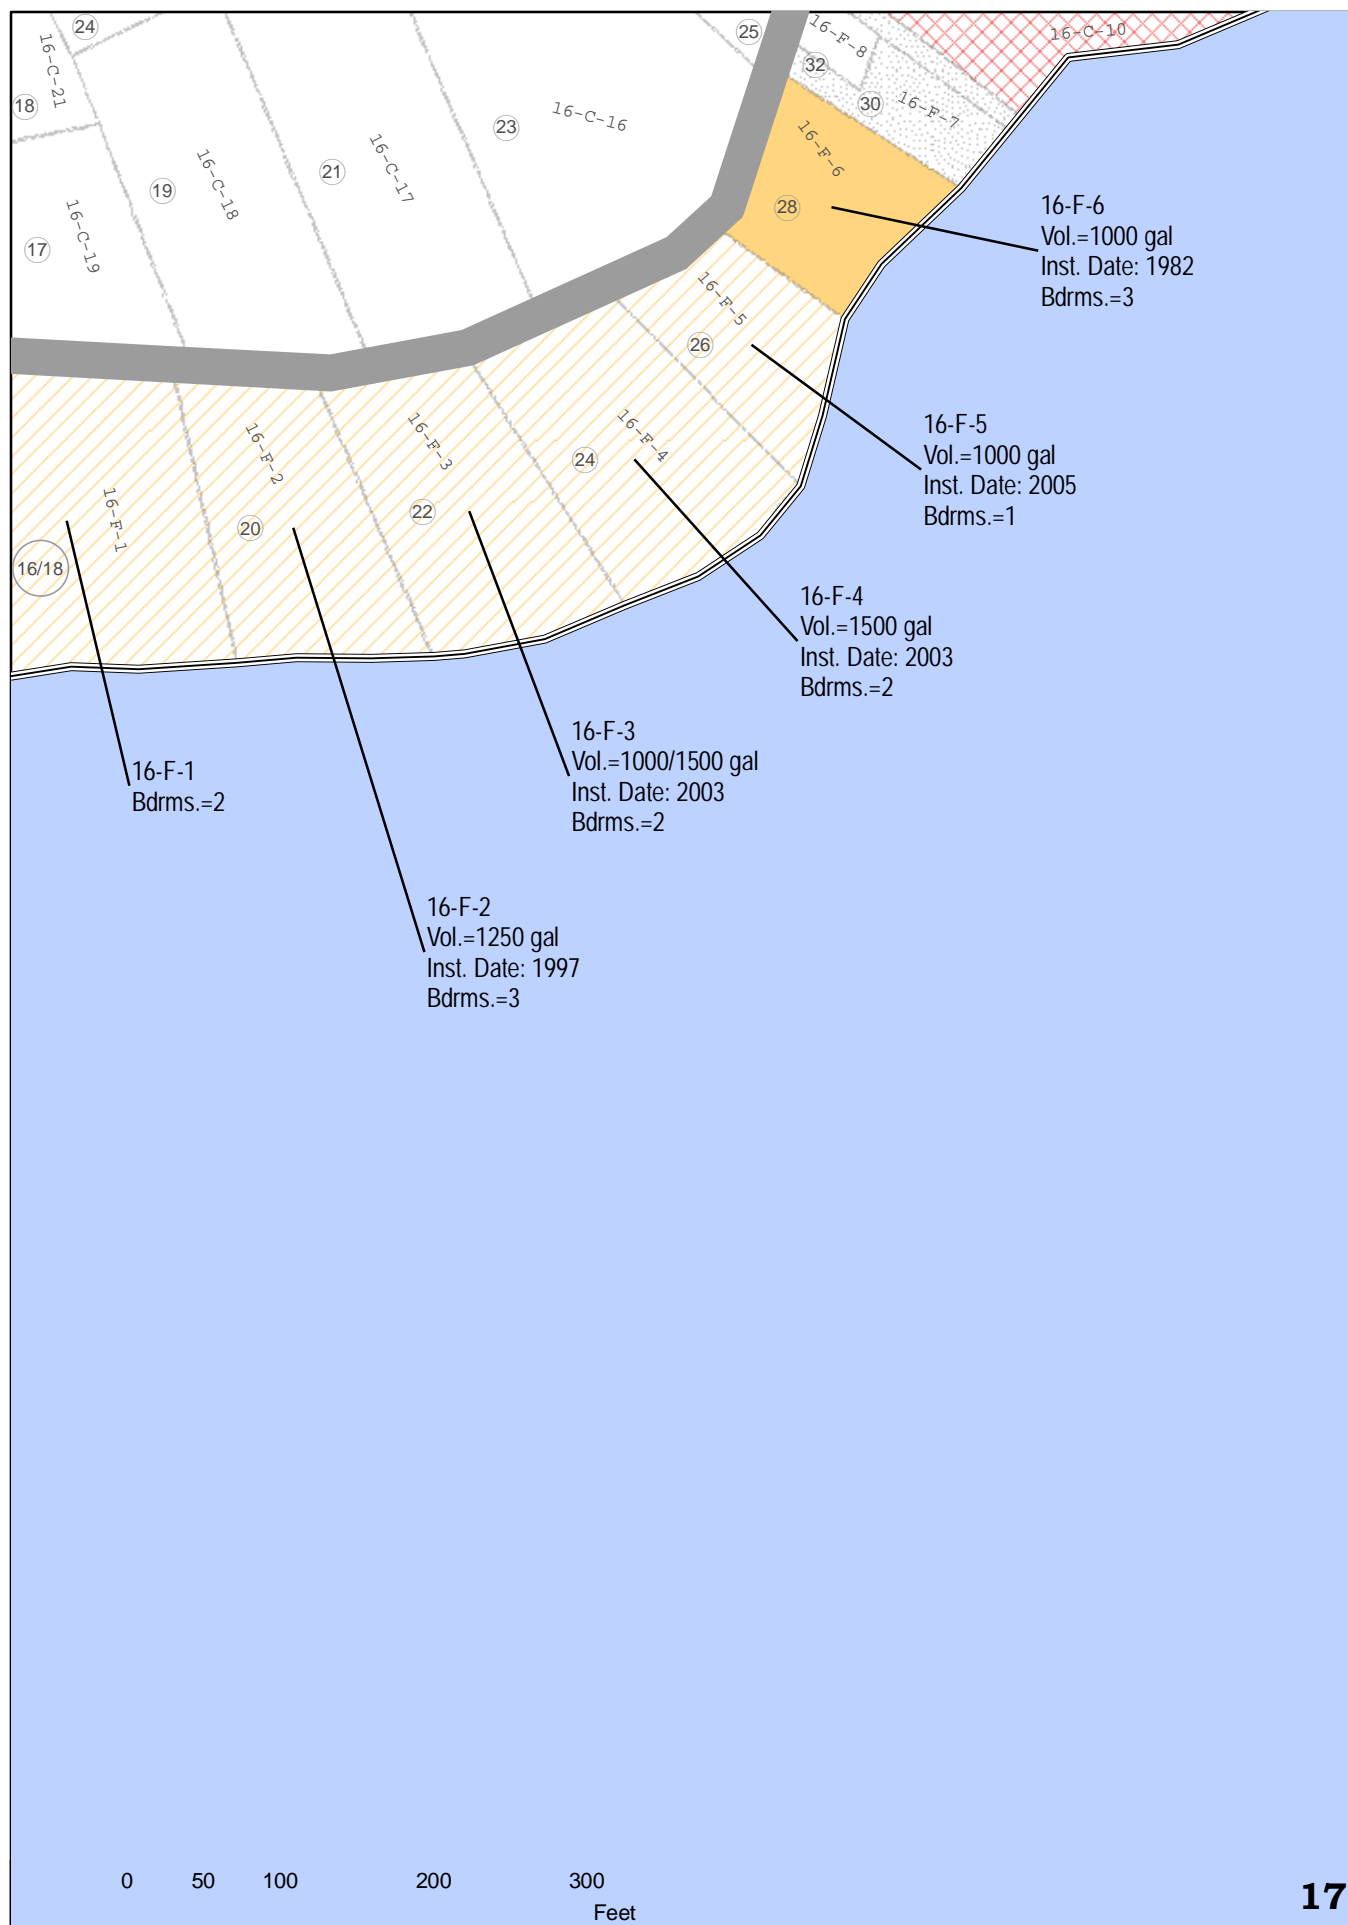 24
16-C-21
18
19
16-C-18
21
16-C-17
23
16-C-16
25
16-F-8
32
30
16-F-7
16-C-10
17
16-C-19
16-F-6
28
16-F-5
26
16-F-4
24
16-F-3
22
16-F-2
20
16-F-1
16/18
16-F-6
Vol.=1000 gal
Inst. Date: 1982
Bdrms.=3
16-F-5
Vol.=1000 gal
Inst. Date: 2005
Bdrms.=1
16-F-4
Vol.=1500 gal
Inst. Date: 2003
Bdrms.=2
16-F-3
Vol.=1000/1500 gal
Inst. Date: 2003
Bdrms.=2
16-F-1
Bdrms.=2
16-F-2
Vol.=1250 gal
Inst. Date: 1997
Bdrms.=3
0 50 100 200 300
Feet
17